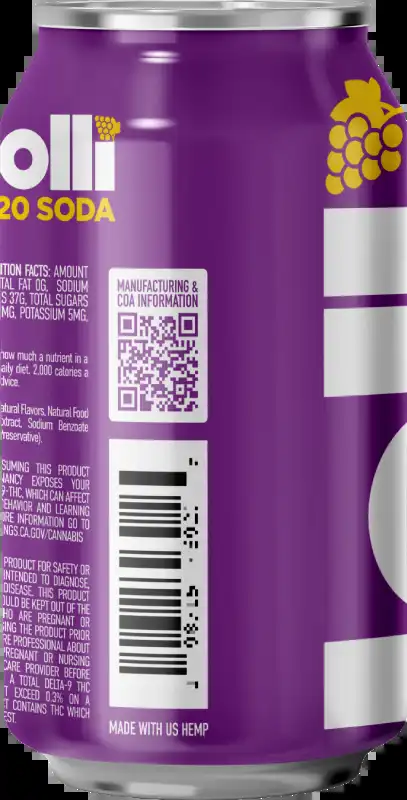 olli
20 SODA
ITION FACTS: AMOUNT
TAL FAT 0G, SODIUM
S 37G, TOTAL SUGARS
MG, POTASSIUM 5MG,
how much a nutrient in a
aily diet. 2,000 calories a
dvice.
atural Flavors, Natural Food
xtract, Sodium Benzoate
Preservative).
SUMING THIS PRODUCT
NANCY EXPOSES YOUR
9-THC, WHICH CAN AFFECT
BEHAVIOR AND LEARNING
ORE INFORMATION GO TO
NGS.CA.GOV/CANNABIS
PRODUCT FOR SAFETY OR
INTENDED TO DIAGNOSE,
DISEASE. THIS PRODUCT
OULD BE KEPT OUT OF THE
HO ARE PREGNANT OR
ING THE PRODUCT PRIOR
RE PROFESSIONAL ABOUT
PREGNANT OR NURSING
CARE PROVIDER BEFORE
A TOTAL DELTA-9 THC
T EXCEED 0.3% ON A
CT CONTAINS THC WHICH
EST.
MANUFACTURING &
COA INFORMATION
MADE WITH US HEMP